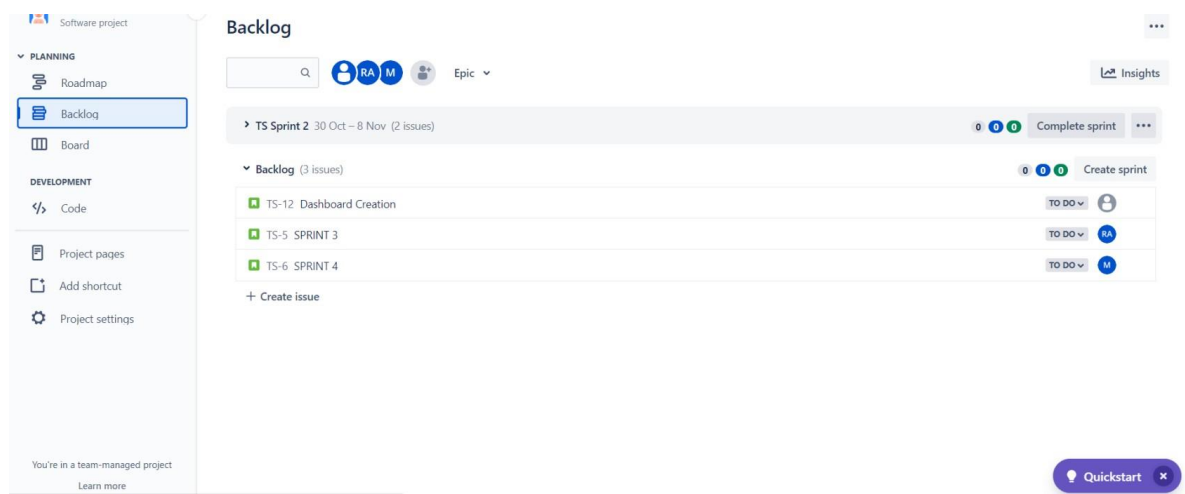 Software project
PLANNING
Roadmap
Backlog
Board
DEVELOPMENT
Code
Project pages
Add shortcut
Project settings
You're in a team-managed project
Learn more
Backlog
RA M Epic
Insights
TS Sprint 2 30 Oct – 8 Nov (2 issues) 0 0 0 Complete sprint
Backlog (3 issues) 0 0 0 Create sprint
TS-12 Dashboard Creation TO DO
TS-5 SPRINT 3 TO DO RA
TS-6 SPRINT 4 TO DO M
+ Create issue
Quickstart